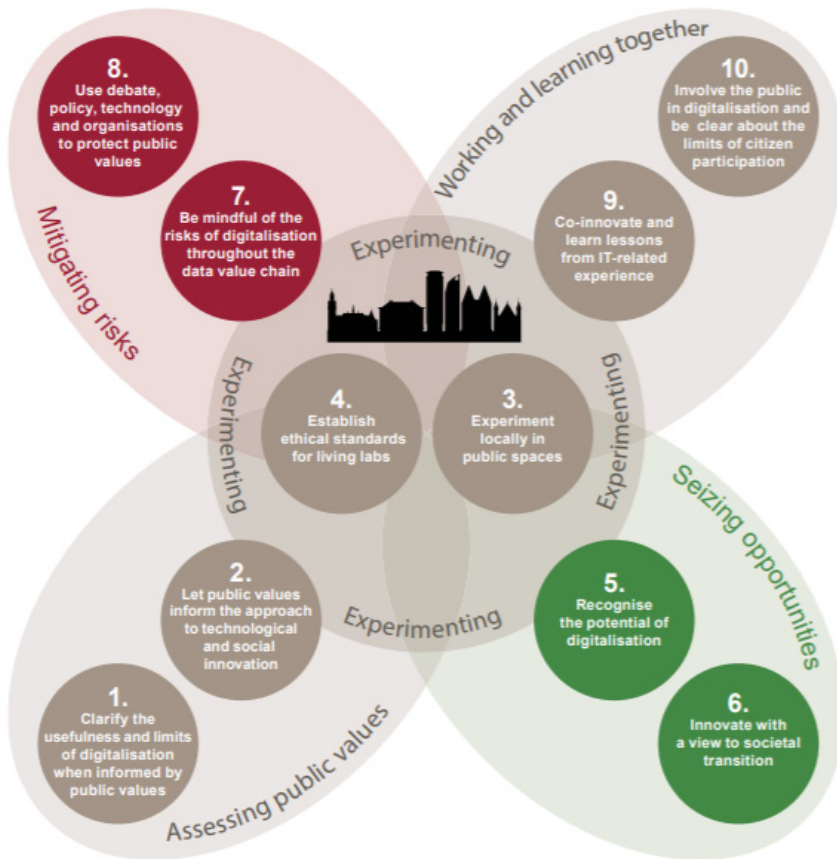 8.
Use debate,
policy, technology
and organisations
to protect public
values
7.
Be mindful of the
risks of digitalisation
throughout the
data value chain
Mitigating risks
Working and learning together
10.
Involve the public
in digitalisation and
be clear about the
limits of citizen
participation
9.
Co-innovate and
learn lessons
from IT-related
experience
Experimenting
Experimenting
4.
Establish
ethical standards
for living labs
3.
Experiment
locally in
public spaces
Experimenting
Experimenting
2.
Let public values
inform the approach
to technological
and social
innovation
1.
Clarify the
usefulness and limits
of digitalisation
when informed by
public values
Assessing public values
Seizing opportunities
5.
Recognise
the potential of
digitalisation
6.
Innovate with
a view to societal
transition